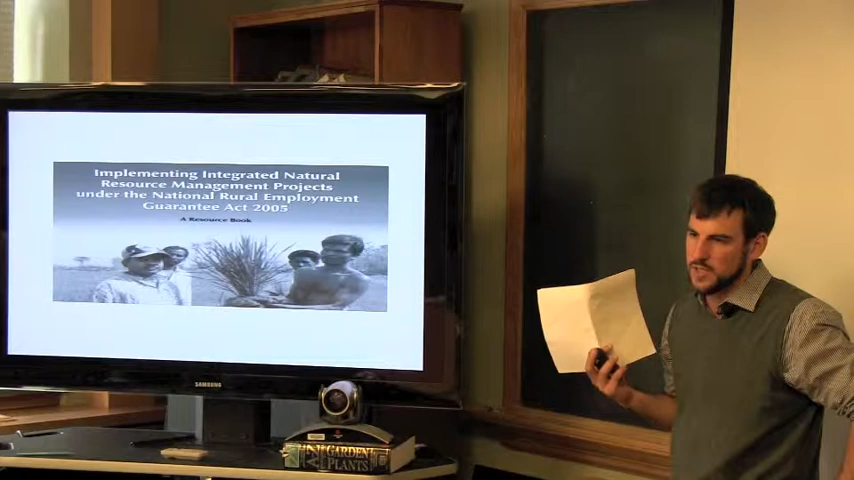 Implementing Integrated Natural
Resource Management Projects
under the National Rural Employment
Guarantee Act 2005
A Resource Book
SAMSUNG
GARDEN
PLANTS